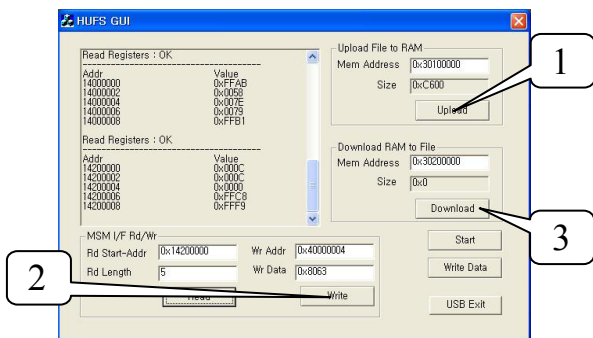 HUFS GUI
Read Registers : OK
Addr Value
14000000 0xFFAB
14000002 0x0058
14000004 0x007E
14000006 0x0079
14000008 0xFFB1
Read Registers : OK
Addr Value
14200000 0x000C
14200002 0x000C
14200004 0x0000
14200006 0xFFC8
14200008 0xFFF9
Upload File to RAM
Mem Address 0x30100000
Size 0xC600
Upload
1
Download RAM to File
Mem Address 0x30200000
Size 0x0
Download
3
MSM I/F Rd/Wr
Rd Start-Addr 0x14200000 Wr Addr 0x40000004
Rd Length 5 Wr Data 0x8063
Read Write
2
Start
Write Data
USB Exit